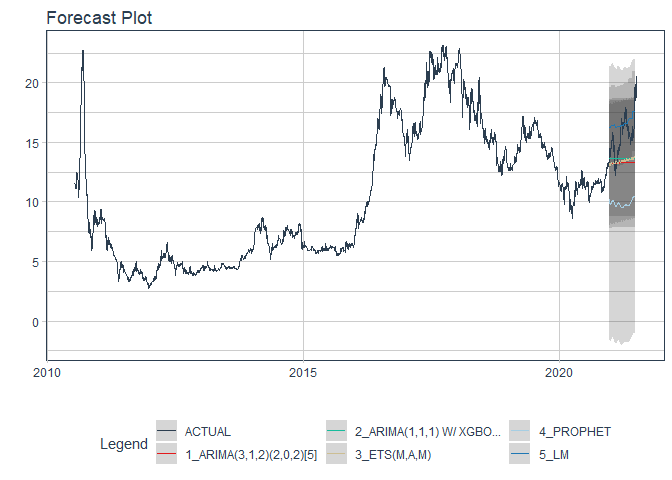 Forecast Plot
20
15
10
5
0
2010
2015
2020
Legend
ACTUAL
2_ARIMA(1,1,1) W/ XGBO...
4_PROPHET
1_ARIMA(3,1,2)(2,0,2)[5]
3_ETS(M,A,M)
5_LM